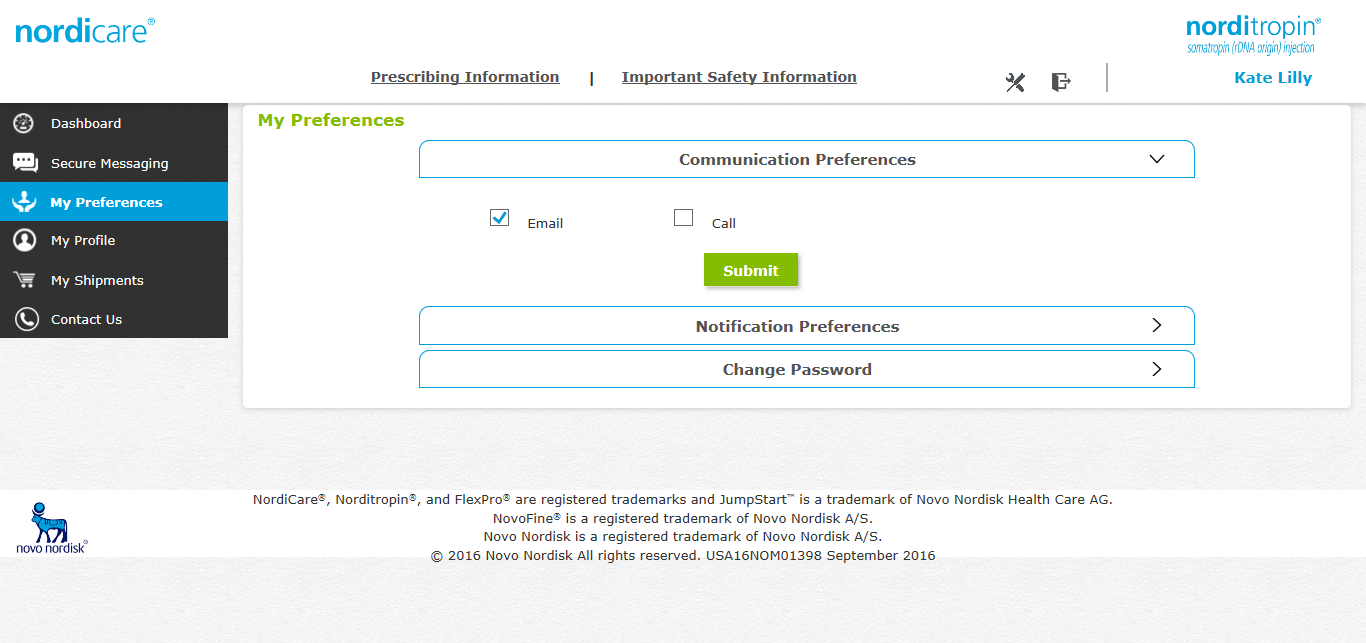 nordicare®
norditropin®
somatropin (rDNA origin) injection
Prescribing Information | Important Safety Information
Kate Lilly
Dashboard
Secure Messaging
My Preferences
My Profile
My Shipments
Contact Us
My Preferences
Communication Preferences
Email
Call
Submit
Notification Preferences
Change Password
novo nordisk®
NordiCare®, Norditropin®, and FlexPro® are registered trademarks and JumpStart™ is a trademark of Novo Nordisk Health Care AG.
NovoFine® is a registered trademark of Novo Nordisk A/S.
Novo Nordisk is a registered trademark of Novo Nordisk A/S.
© 2016 Novo Nordisk All rights reserved. USA16NOM01398 September 2016